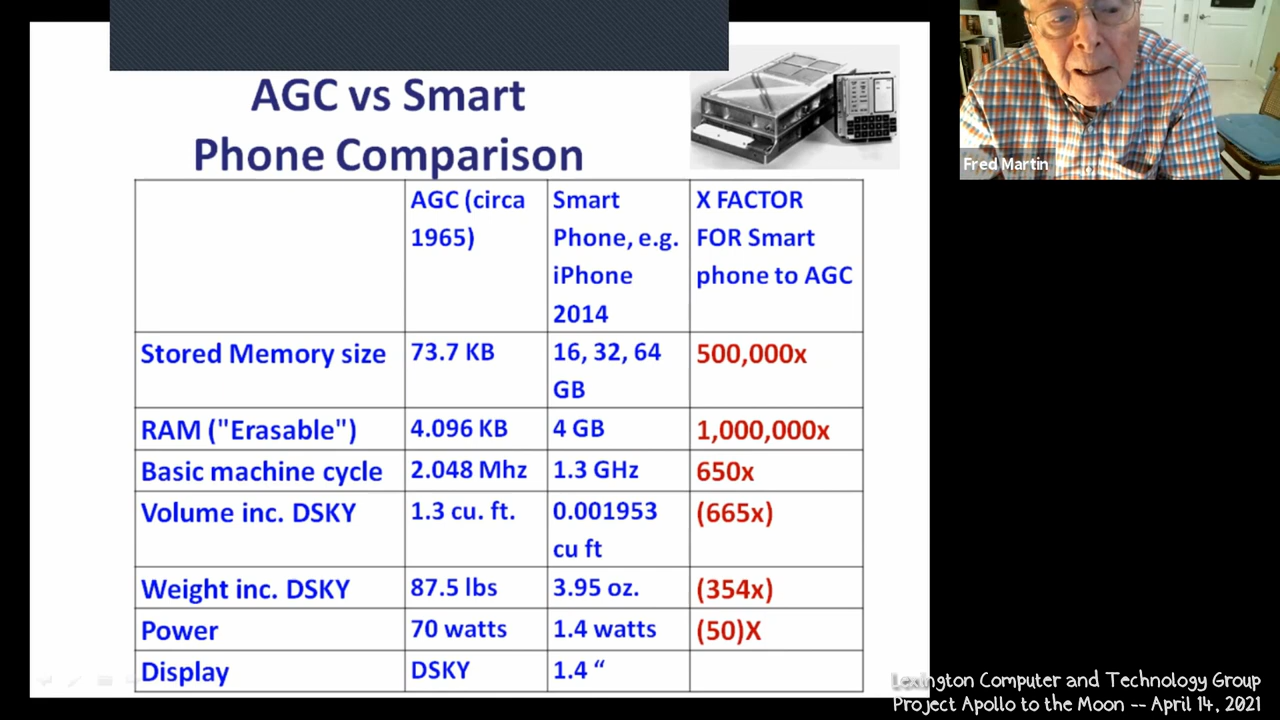 AGC vs Smart
Phone Comparison
AGC (circa
1965)
Smart
Phone, e.g.
iPhone
2014
X FACTOR
FOR Smart
phone to AGC
Stored Memory size
73.7 KB
16, 32, 64
GB
500,000x
RAM ("Erasable")
4.096 KB
4 GB
1,000,000x
Basic machine cycle
2.048 Mhz
1.3 GHz
650x
Volume inc. DSKY
1.3 cu. ft.
0.001953
cu ft
(665x)
Weight inc. DSKY
87.5 lbs
3.95 oz.
(354x)
Power
70 watts
1.4 watts
(50)X
Display
DSKY
1.4 “
Fred Martin
Lexington Computer and Technology Group
Project Apollo to the Moon -- April 14, 2021